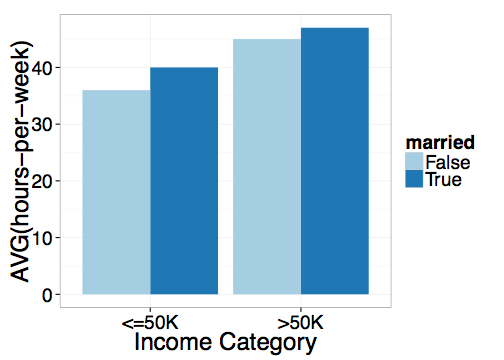 AVG(hours-per-week)
40
30
20
10
0
<=50K
>50K
Income Category
married
False
True